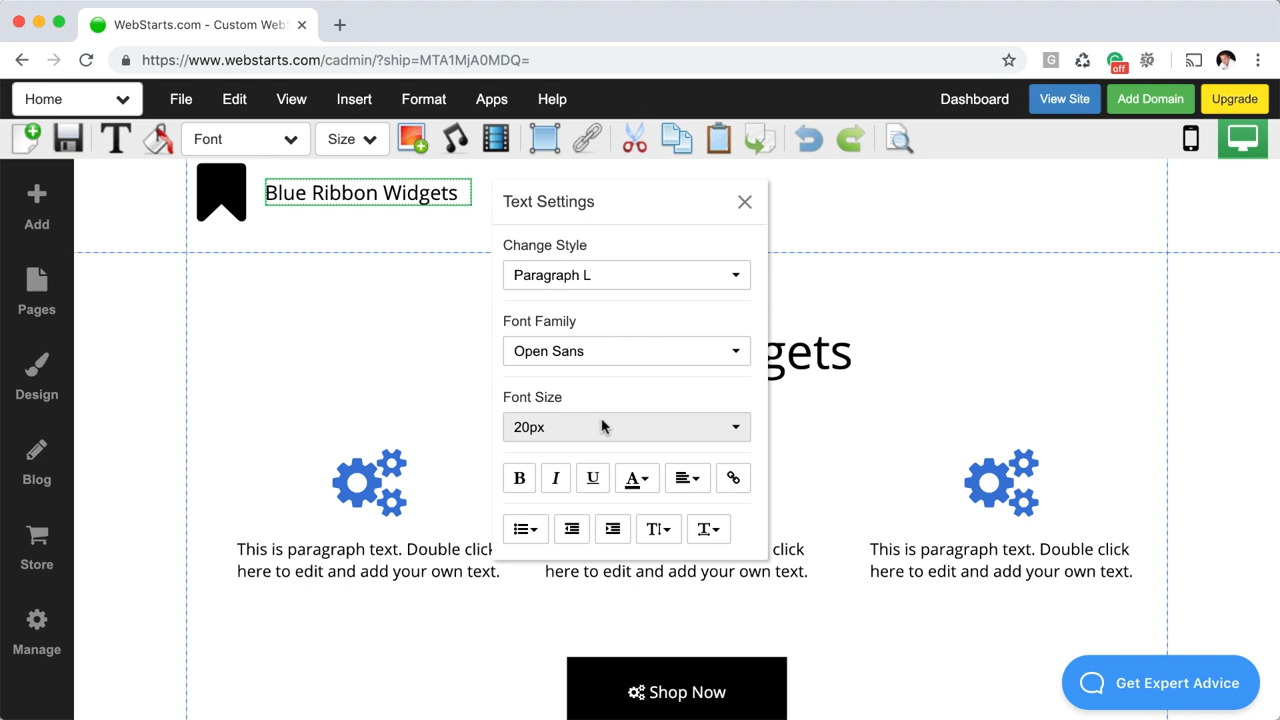 WebStarts.com - Custom Web
https://www.webstarts.com/cadmin/?ship=MTA1MjA0MDQ=
G
off
Home
File
Edit
View
Insert
Format
Apps
Help
Dashboard
View Site
Add Domain
Upgrade
T
Font
Size
Add
Pages
Design
Blog
Store
Manage
Blue Ribbon Widgets
Text Settings
Change Style
Paragraph L
Font Family
Open Sans
Font Size
20px
B
I
U
A
T
T
gets
This is paragraph text. Double click
here to edit and add your own text.
click
here to edit and add your own text.
This is paragraph text. Double click
here to edit and add your own text.
Shop Now
Get Expert Advice